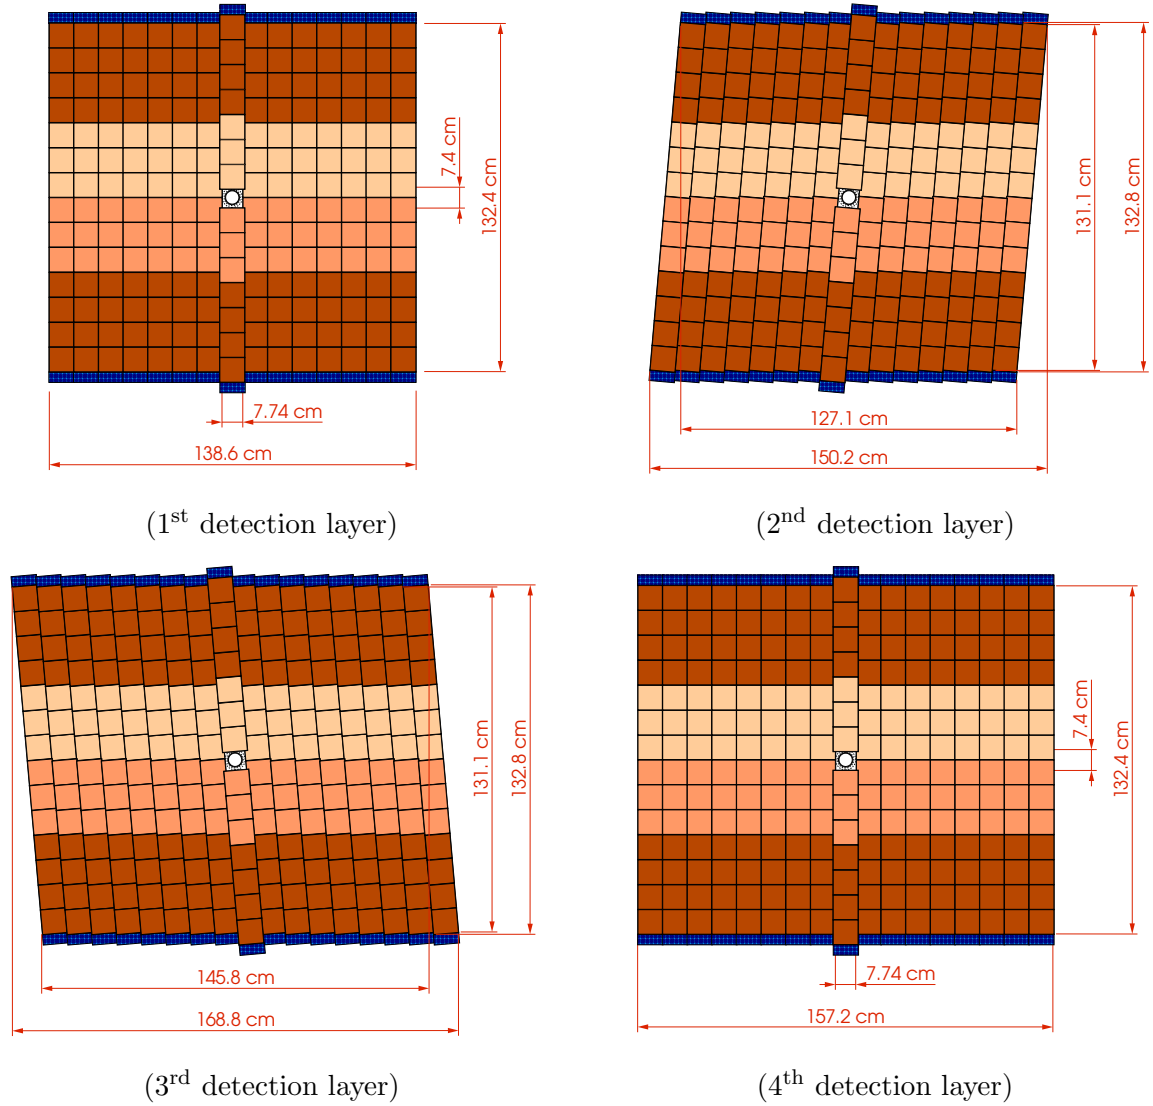 7.4 cm
132.4 cm
7.74 cm
138.6 cm
(1st detection layer)
131.1 cm
132.8 cm
127.1 cm
150.2 cm
(2nd detection layer)
131.1 cm
132.8 cm
145.8 cm
168.8 cm
(3rd detection layer)
7.4 cm
132.4 cm
7.74 cm
157.2 cm
(4th detection layer)